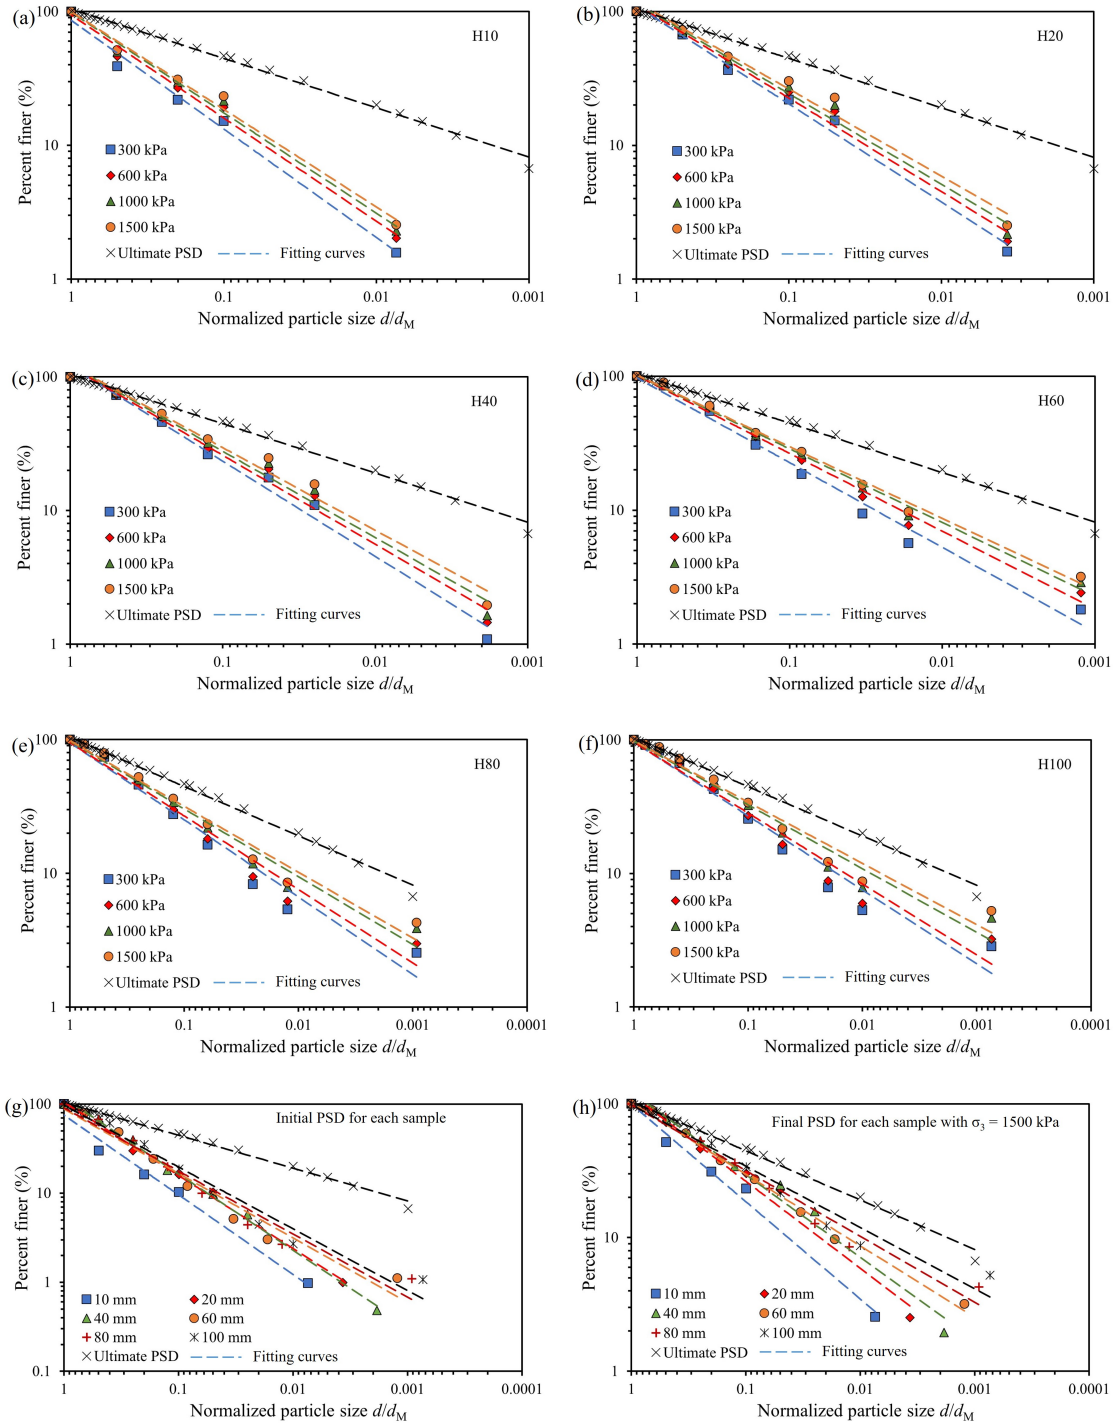 (a)
H10
Percent finer (%)
100
10
1
300 kPa
600 kPa
1000 kPa
1500 kPa
Ultimate PSD
Fitting curves
1
0.1
0.01
0.001
Normalized particle size d/dM
(b)
H20
Percent finer (%)
100
10
1
300 kPa
600 kPa
1000 kPa
1500 kPa
Ultimate PSD
Fitting curves
1
0.1
0.01
0.001
Normalized particle size d/dM
(c)
H40
Percent finer (%)
100
10
1
300 kPa
600 kPa
1000 kPa
1500 kPa
Ultimate PSD
Fitting curves
1
0.1
0.01
0.001
Normalized particle size d/dM
(d)
H60
Percent finer (%)
100
10
1
300 kPa
600 kPa
1000 kPa
1500 kPa
Ultimate PSD
Fitting curves
1
0.1
0.01
0.001
Normalized particle size d/dM
(e)
H80
Percent finer (%)
100
10
1
300 kPa
600 kPa
1000 kPa
1500 kPa
Ultimate PSD
Fitting curves
1
0.1
0.01
0.001
0.0001
Normalized particle size d/dM
(f)
H100
Percent finer (%)
100
10
1
300 kPa
600 kPa
1000 kPa
1500 kPa
Ultimate PSD
Fitting curves
1
0.1
0.01
0.001
0.0001
Normalized particle size d/dM
(g)
Initial PSD for each sample
Percent finer (%)
100
10
1
0.1
10 mm
20 mm
40 mm
60 mm
80 mm
100 mm
Ultimate PSD
Fitting curves
1
0.1
0.01
0.001
0.0001
Normalized particle size d/dM
(h)
Final PSD for each sample with σ3 = 1500 kPa
Percent finer (%)
100
10
1
10 mm
20 mm
40 mm
60 mm
80 mm
100 mm
Ultimate PSD
Fitting curves
1
0.1
0.01
0.001
0.0001
Normalized particle size d/dM